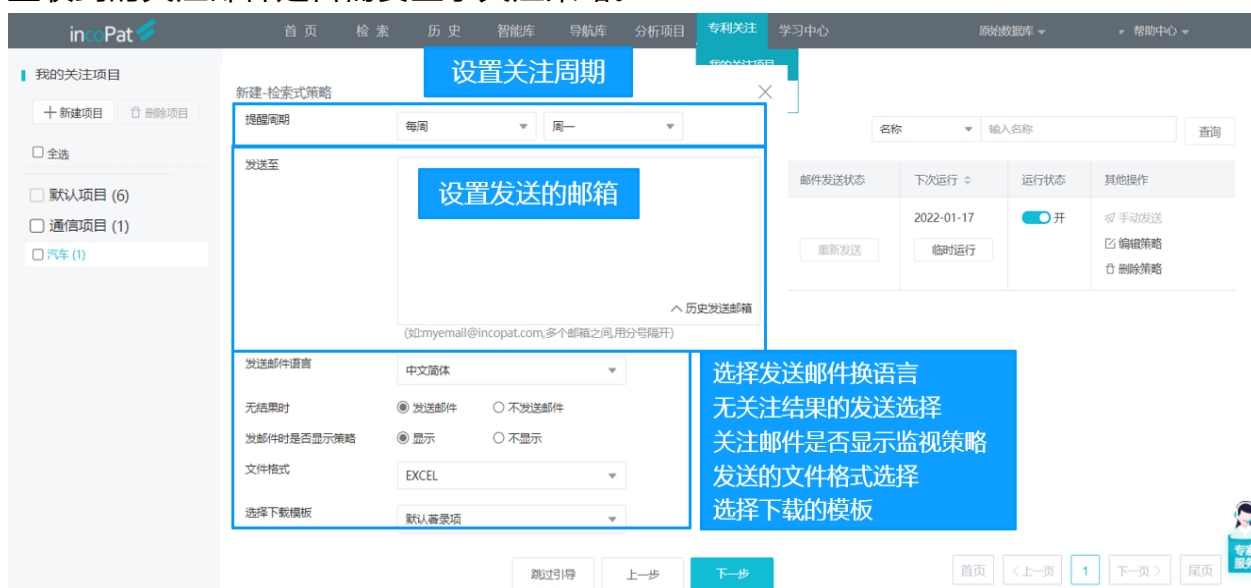 incoPat
首 页 检 索 历 史 智能库 导航库 分析项目 专利关注 学习中心 原始数据库 帮助中心
我的关注项目
设置关注周期
新建-检索式策略
新建项目 删除项目
提醒周期 每周 周一
名称 输入名称 查询
全选
发送至
设置发送的邮箱
邮件发送状态 下次运行 运行状态 其他操作
默认项目 (6)
通信项目 (1)
汽车 (1)
2022-01-17 开 手动发送
重新发送 临时运行 编辑策略
删除策略
历史发送邮箱
(如:myemail@incopat.com,多个邮箱之间,用分号隔开)
发送邮件语言 中文简体
无结果时 发送邮件 不发送邮件
发邮件时是否显示策略 显示 不显示
文件格式 EXCEL
选择下载模板 默认著录项
选择发送邮件换语言
无关注结果的发送选择
关注邮件是否显示监视策略
发送的文件格式选择
选择下载的模板
跳过引导 上一步 下一步
首页 上一页 1 下一页 尾页